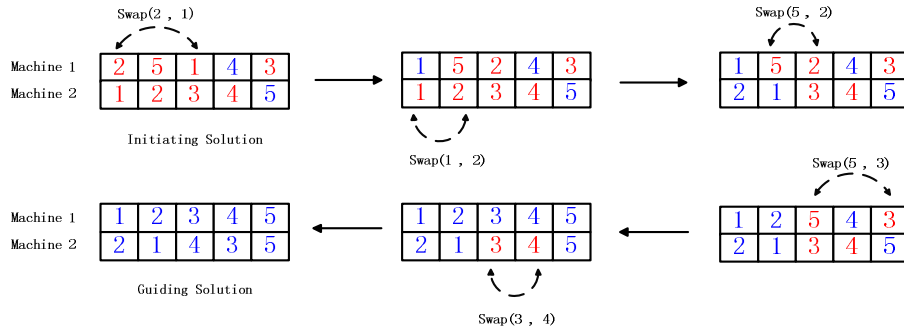 Swap(2 , 1)
Swap(5 , 2)
Machine 1 2 5 1 4 3
1 5 2 4 3
1 5 2 4 3
Machine 2 1 2 3 4 5
1 2 3 4 5
2 1 3 4 5
Initiating Solution
Swap(1 , 2)
Swap(5 , 3)
Machine 1 1 2 3 4 5
1 2 3 4 5
1 2 5 4 3
Machine 2 2 1 4 3 5
2 1 3 4 5
2 1 3 4 5
Guiding Solution
Swap(3 , 4)